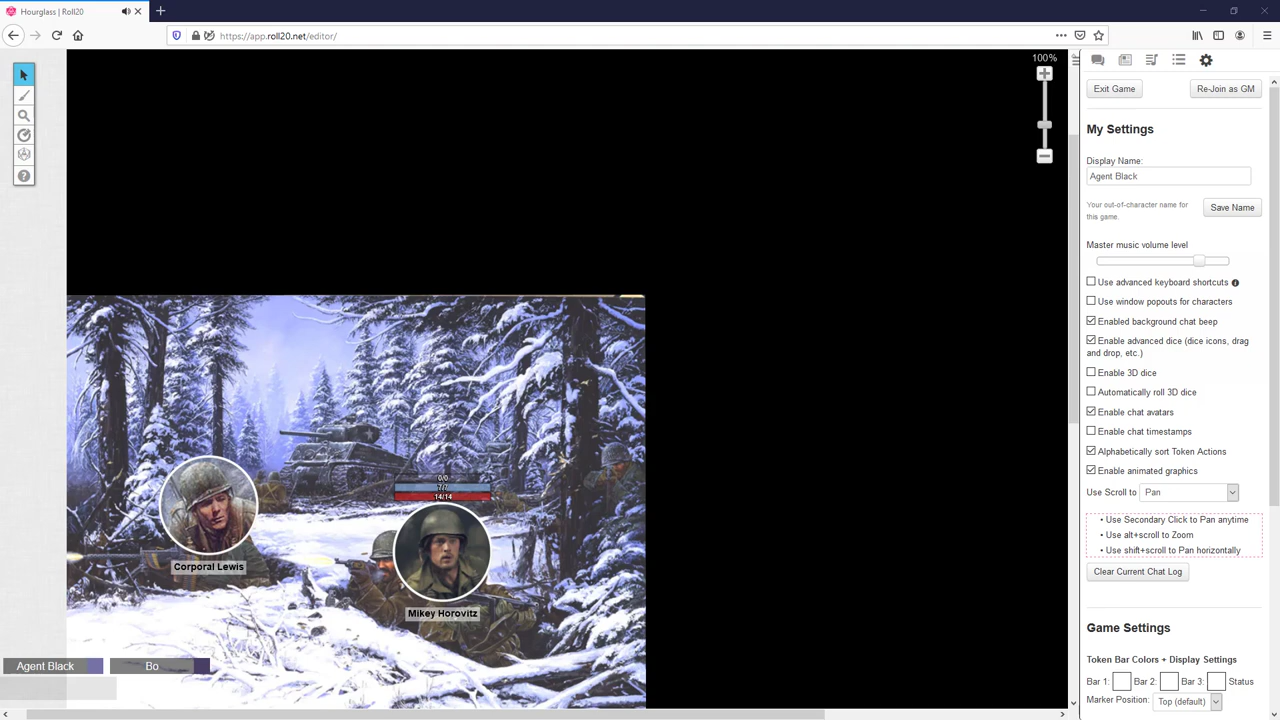 Hourglass | Roll20
https://app.roll20.net/editor/
100%
Exit Game
Re-Join as GM
My Settings
Display Name:
Agent Black
Your out-of-character name for
this game.
Save Name
Master music volume level
Use advanced keyboard shortcuts
Use window popouts for characters
Enabled background chat beep
Enable advanced dice (dice icons, drag
and drop, etc.)
Enable 3D dice
Automatically roll 3D dice
Enable chat avatars
Enable chat timestamps
Alphabetically sort Token Actions
Enable animated graphics
Use Scroll to Pan
• Use Secondary Click to Pan anytime
• Use alt+scroll to Zoom
• Use shift+scroll to Pan horizontally
Clear Current Chat Log
Game Settings
Token Bar Colors + Display Settings
Bar 1: Bar 2: Bar 3: Status
Marker Position: Top (default)
0/0
7/7
14/14
Corporal Lewis
Mikey Horovitz
Agent Black
Bo